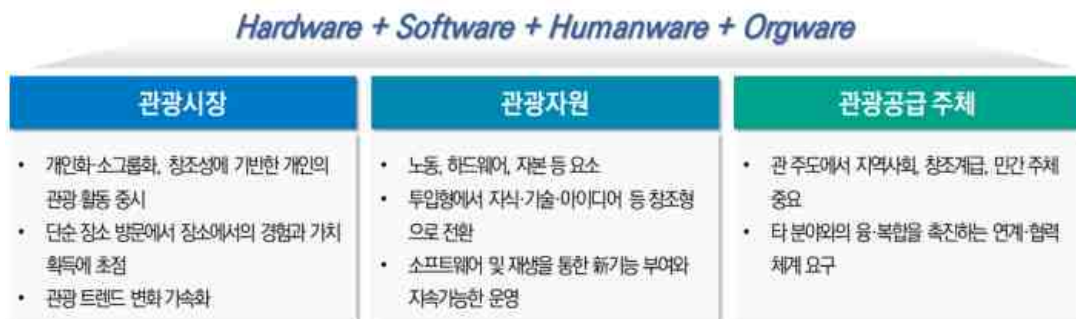 Hardware + Software + Humanware + Orgware
관광시장
• 개인화·소그룹화, 창조성에 기반한 개인의
관광 활동 중시
• 단순 장소 방문에서 장소에서의 경험과 가치
획득에 초점
• 관광 트렌드 변화 가속화
관광자원
• 노동, 하드웨어, 자본 등 요소
• 투입형에서 지식·기술·아이디어 등 창조형
으로 전환
• 소프트웨어 및 재생을 통한 新기능 부여와
지속가능한 운영
관광공급 주체
• 관 주도에서 지역사회, 창조계급, 민간 주체
중요
• 타 분야와의 융·복합을 촉진하는 연계·협력
체계 요구